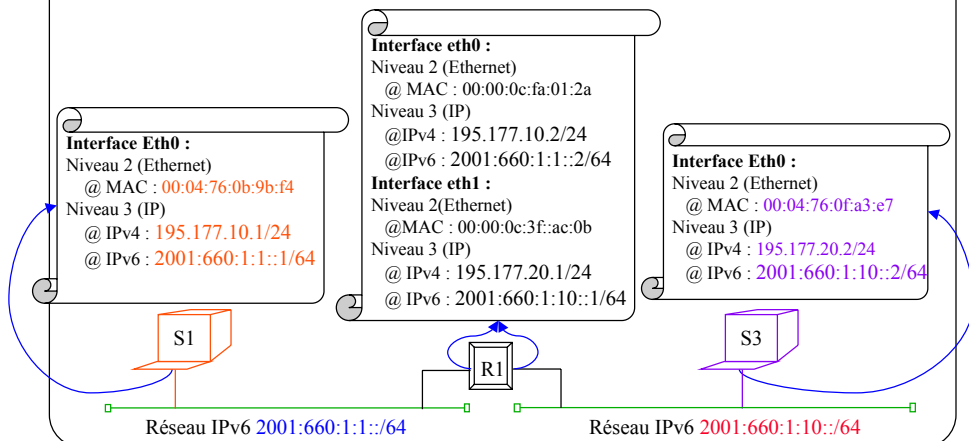 Interface Eth0 :
Niveau 2 (Ethernet)
@ MAC : 00:04:76:0b:9b:f4
Niveau 3 (IP)
@ IPv4 : 195.177.10.1/24
@ IPv6 : 2001:660:1:1::1/64
Interface eth0 :
Niveau 2 (Ethernet)
@ MAC : 00:00:0c:fa:01:2a
Niveau 3 (IP)
@IPv4 : 195.177.10.2/24
@IPv6 : 2001:660:1:1::2/64
Interface eth1 :
Niveau 2(Ethernet)
@MAC : 00:00:0c:3f::ac:0b
Niveau 3 (IP)
@ IPv4 : 195.177.20.1/24
@ IPv6 : 2001:660:1:10::1/64
Interface Eth0 :
Niveau 2 (Ethernet)
@ MAC : 00:04:76:0f:a3:e7
Niveau 3 (IP)
@ IPv4 : 195.177.20.2/24
@ IPv6 : 2001:660:1:10::2/64
S1
R1
S3
Réseau IPv6 2001:660:1:1::/64
Réseau IPv6 2001:660:1:10::/64